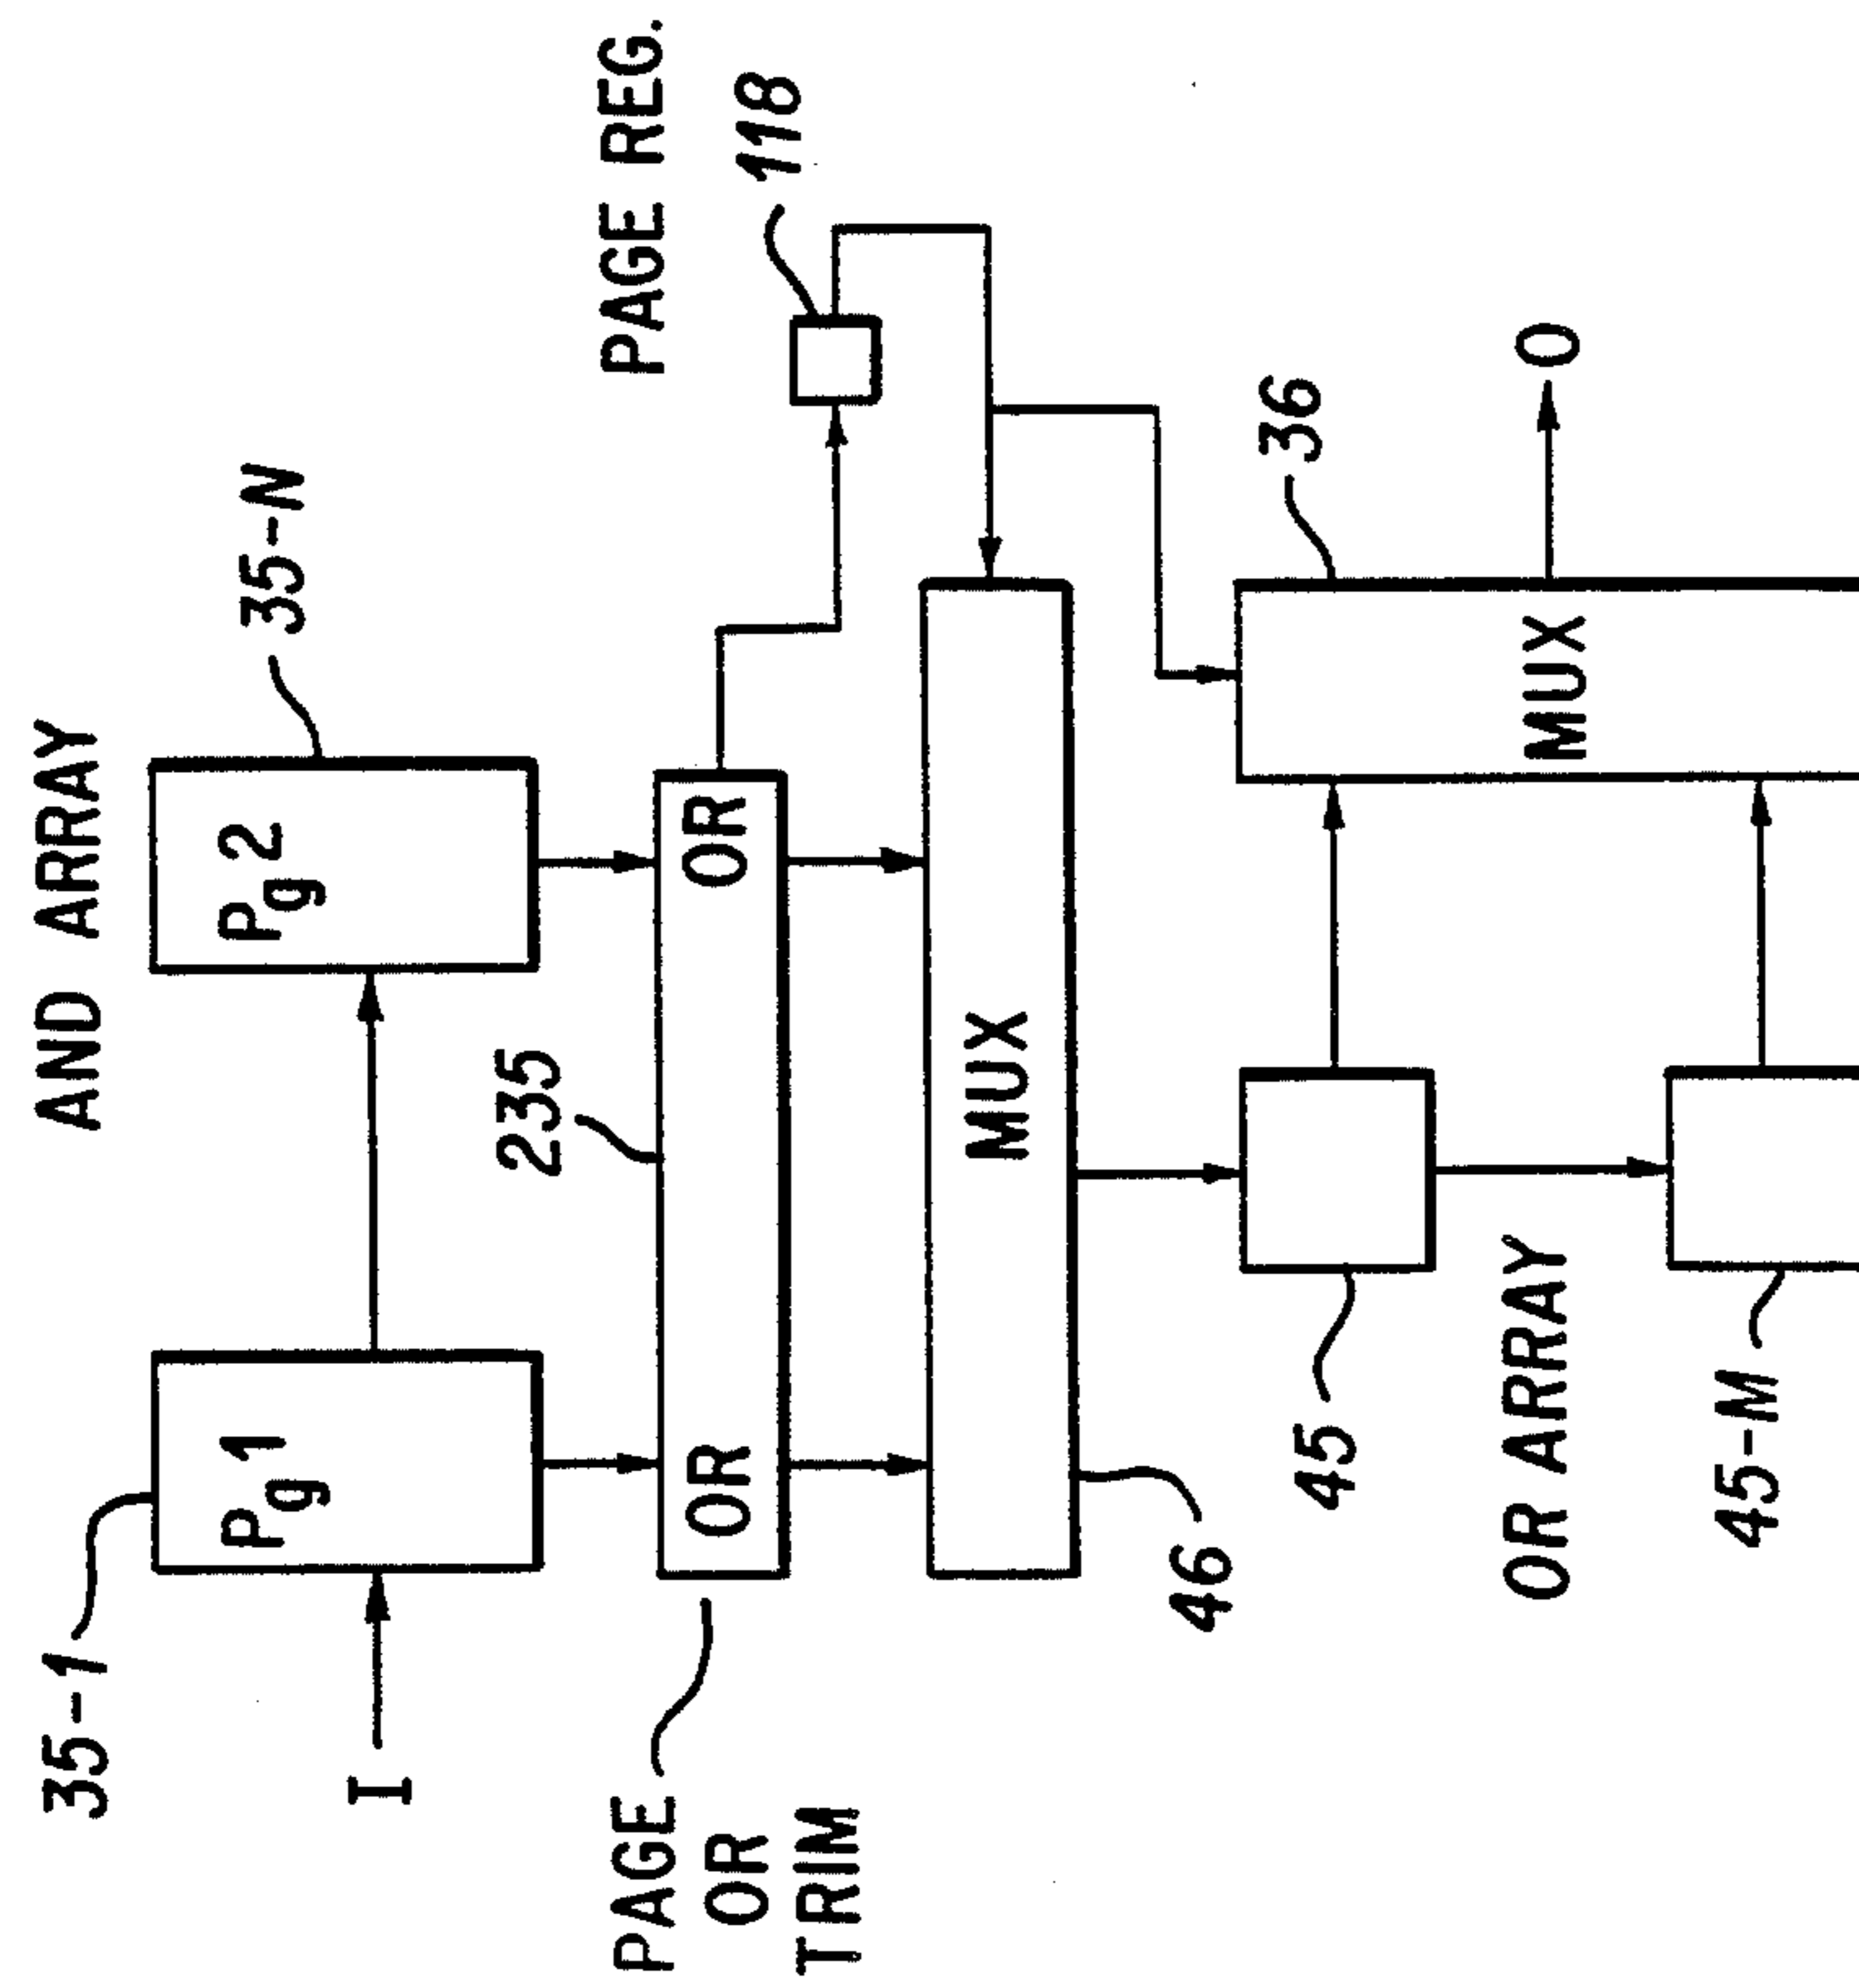 AND ARRAY
35-1
35-N
I
Pg1
Pg2
235
PAGE REG.
118
PAGE
OR
TRIM
OR
OR
MUX
46
45
36
MUX
O
OR ARRAY
45-M